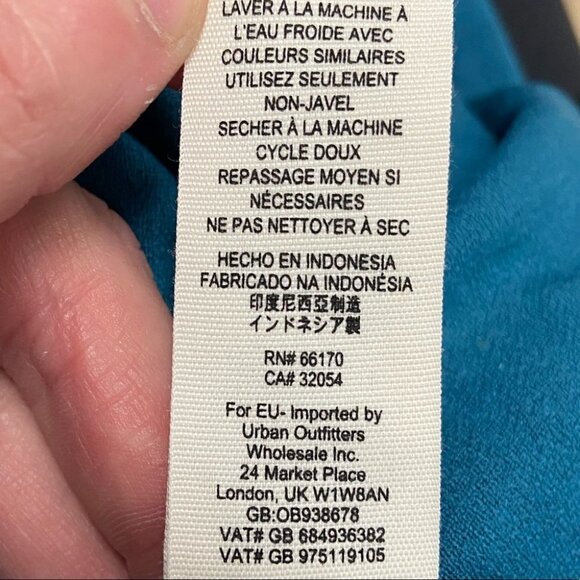 LAVER À LA MACHINE À
L'EAU FROIDE AVEC
COULEURS SIMILAIRES
UTILISEZ SEULEMENT
NON-JAVEL
SECHER À LA MACHINE
CYCLE DOUX
REPASSAGE MOYEN SI
NÉCESSAIRES
NE PAS NETTOYER À SEC
HECHO EN INDONESIA
FABRICADO NA INDONÉSIA
印度尼西亞制造
インドネシア製
RN# 66170
CA# 32054
For EU- Imported by
Urban Outfitters
Wholesale Inc.
24 Market Place
London, UK W1W8AN
GB:OB938678
VAT# GB 684936382
VAT# GB 975119105